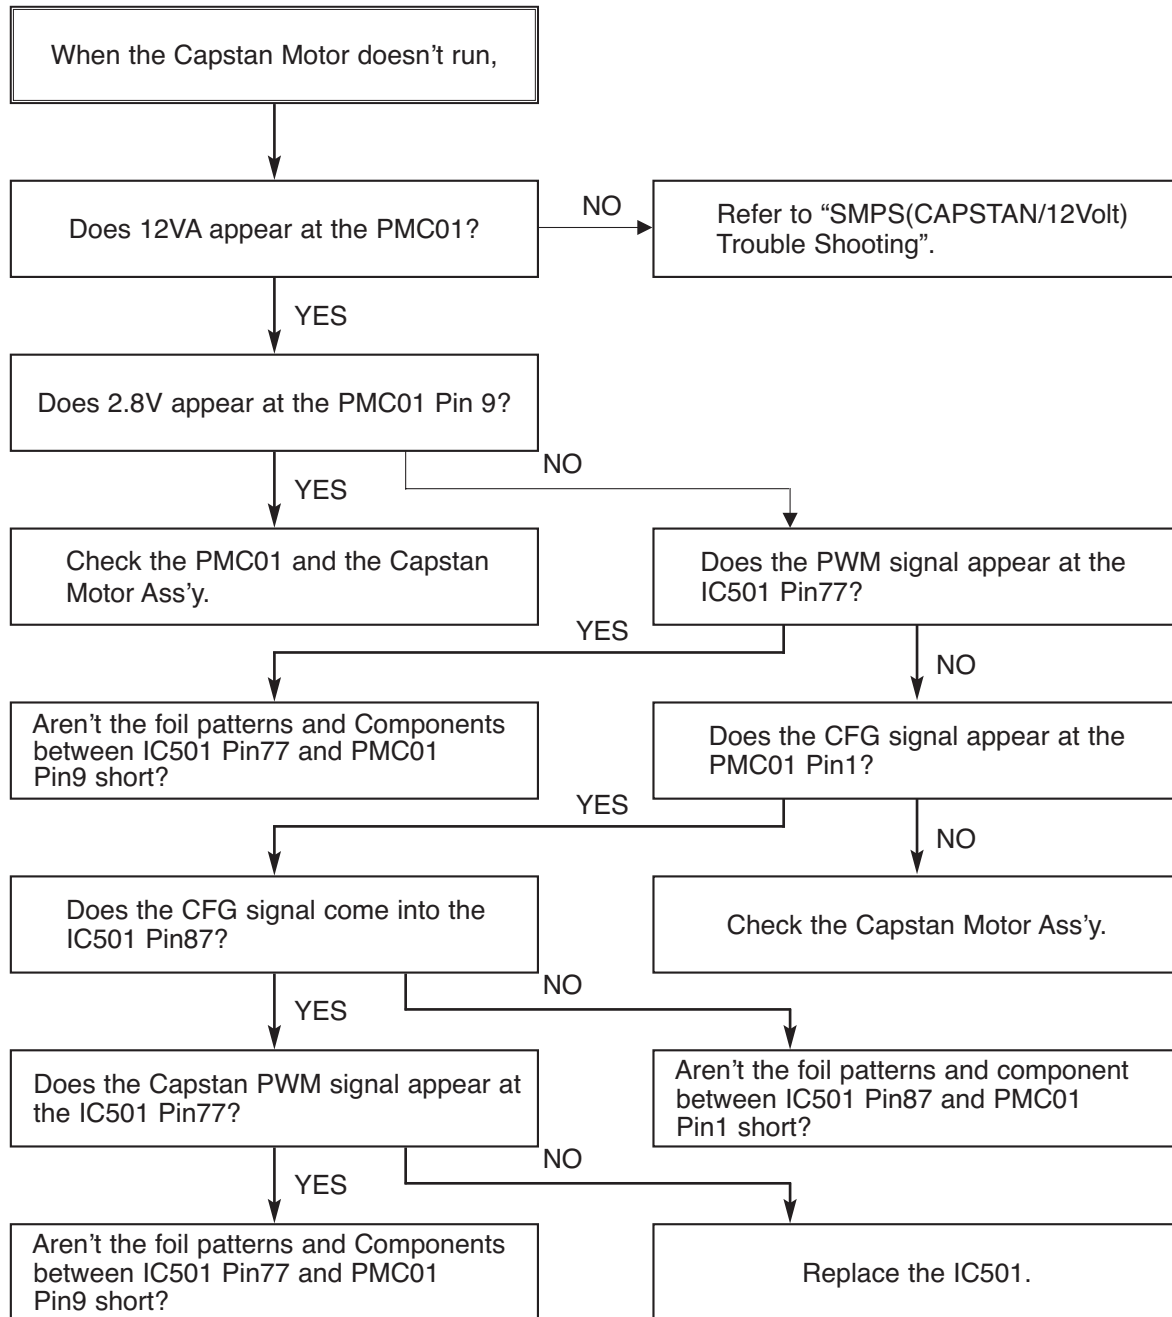 When the Capstan Motor doesn't run,
Does 12VA appear at the PMC01?
NO
Refer to “SMPS(CAPSTAN/12Volt)
Trouble Shooting”.
YES
Does 2.8V appear at the PMC01 Pin 9?
NO
YES
Check the PMC01 and the Capstan
Motor Ass'y.
Does the PWM signal appear at the
IC501 Pin77?
YES
NO
Aren't the foil patterns and Components
between IC501 Pin77 and PMC01
Pin9 short?
Does the CFG signal appear at the
PMC01 Pin1?
YES
NO
Does the CFG signal come into the
IC501 Pin87?
Check the Capstan Motor Ass'y.
NO
YES
Does the Capstan PWM signal appear at
the IC501 Pin77?
Aren't the foil patterns and component
between IC501 Pin87 and PMC01
Pin1 short?
NO
YES
Aren't the foil patterns and Components
between IC501 Pin77 and PMC01
Pin9 short?
Replace the IC501.